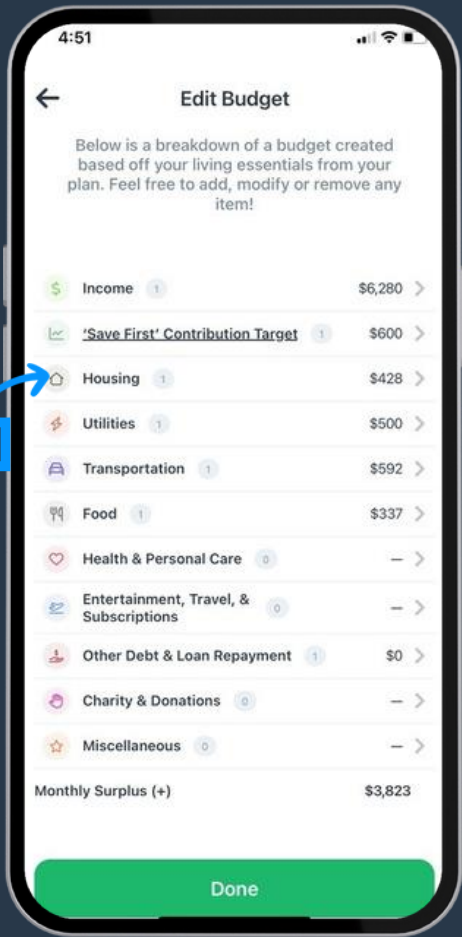 4:51
Edit Budget
Below is a breakdown of a budget created
based off your living essentials from your
plan. Feel free to add, modify or remove any
item!
Income 1 $6,280
'Save First' Contribution Target 1 $600
Housing 1 $428
Utilities 1 $500
Transportation 1 $592
Food 1 $337
Health & Personal Care 0 –
Entertainment, Travel, &
Subscriptions 0 –
Other Debt & Loan Repayment 1 $0
Charity & Donations 0 –
Miscellaneous 0 –
Monthly Surplus (+) $3,823
Done